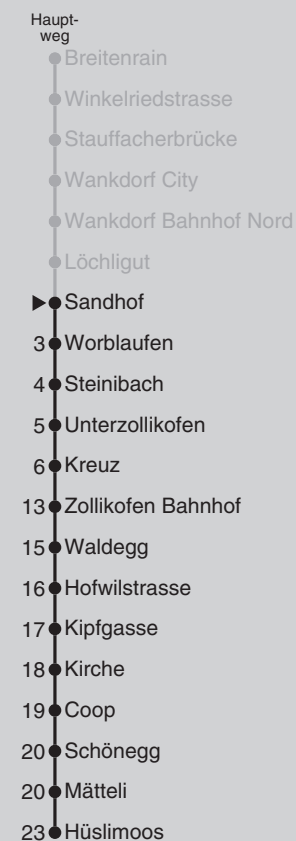 Haupt-
weg
Breitenrain
Winkelriedstrasse
Stauffacherbrücke
Wankdorf City
Wankdorf Bahnhof Nord
Löchligut
Sandhof
3 Worblaufen
4 Steinibach
5 Unterzollikofen
6 Kreuz
13 Zollikofen Bahnhof
15 Waldegg
16 Hofwilstrasse
17 Kipfgasse
18 Kirche
19 Coop
20 Schönegg
20 Mätteli
23 Hüslimoos